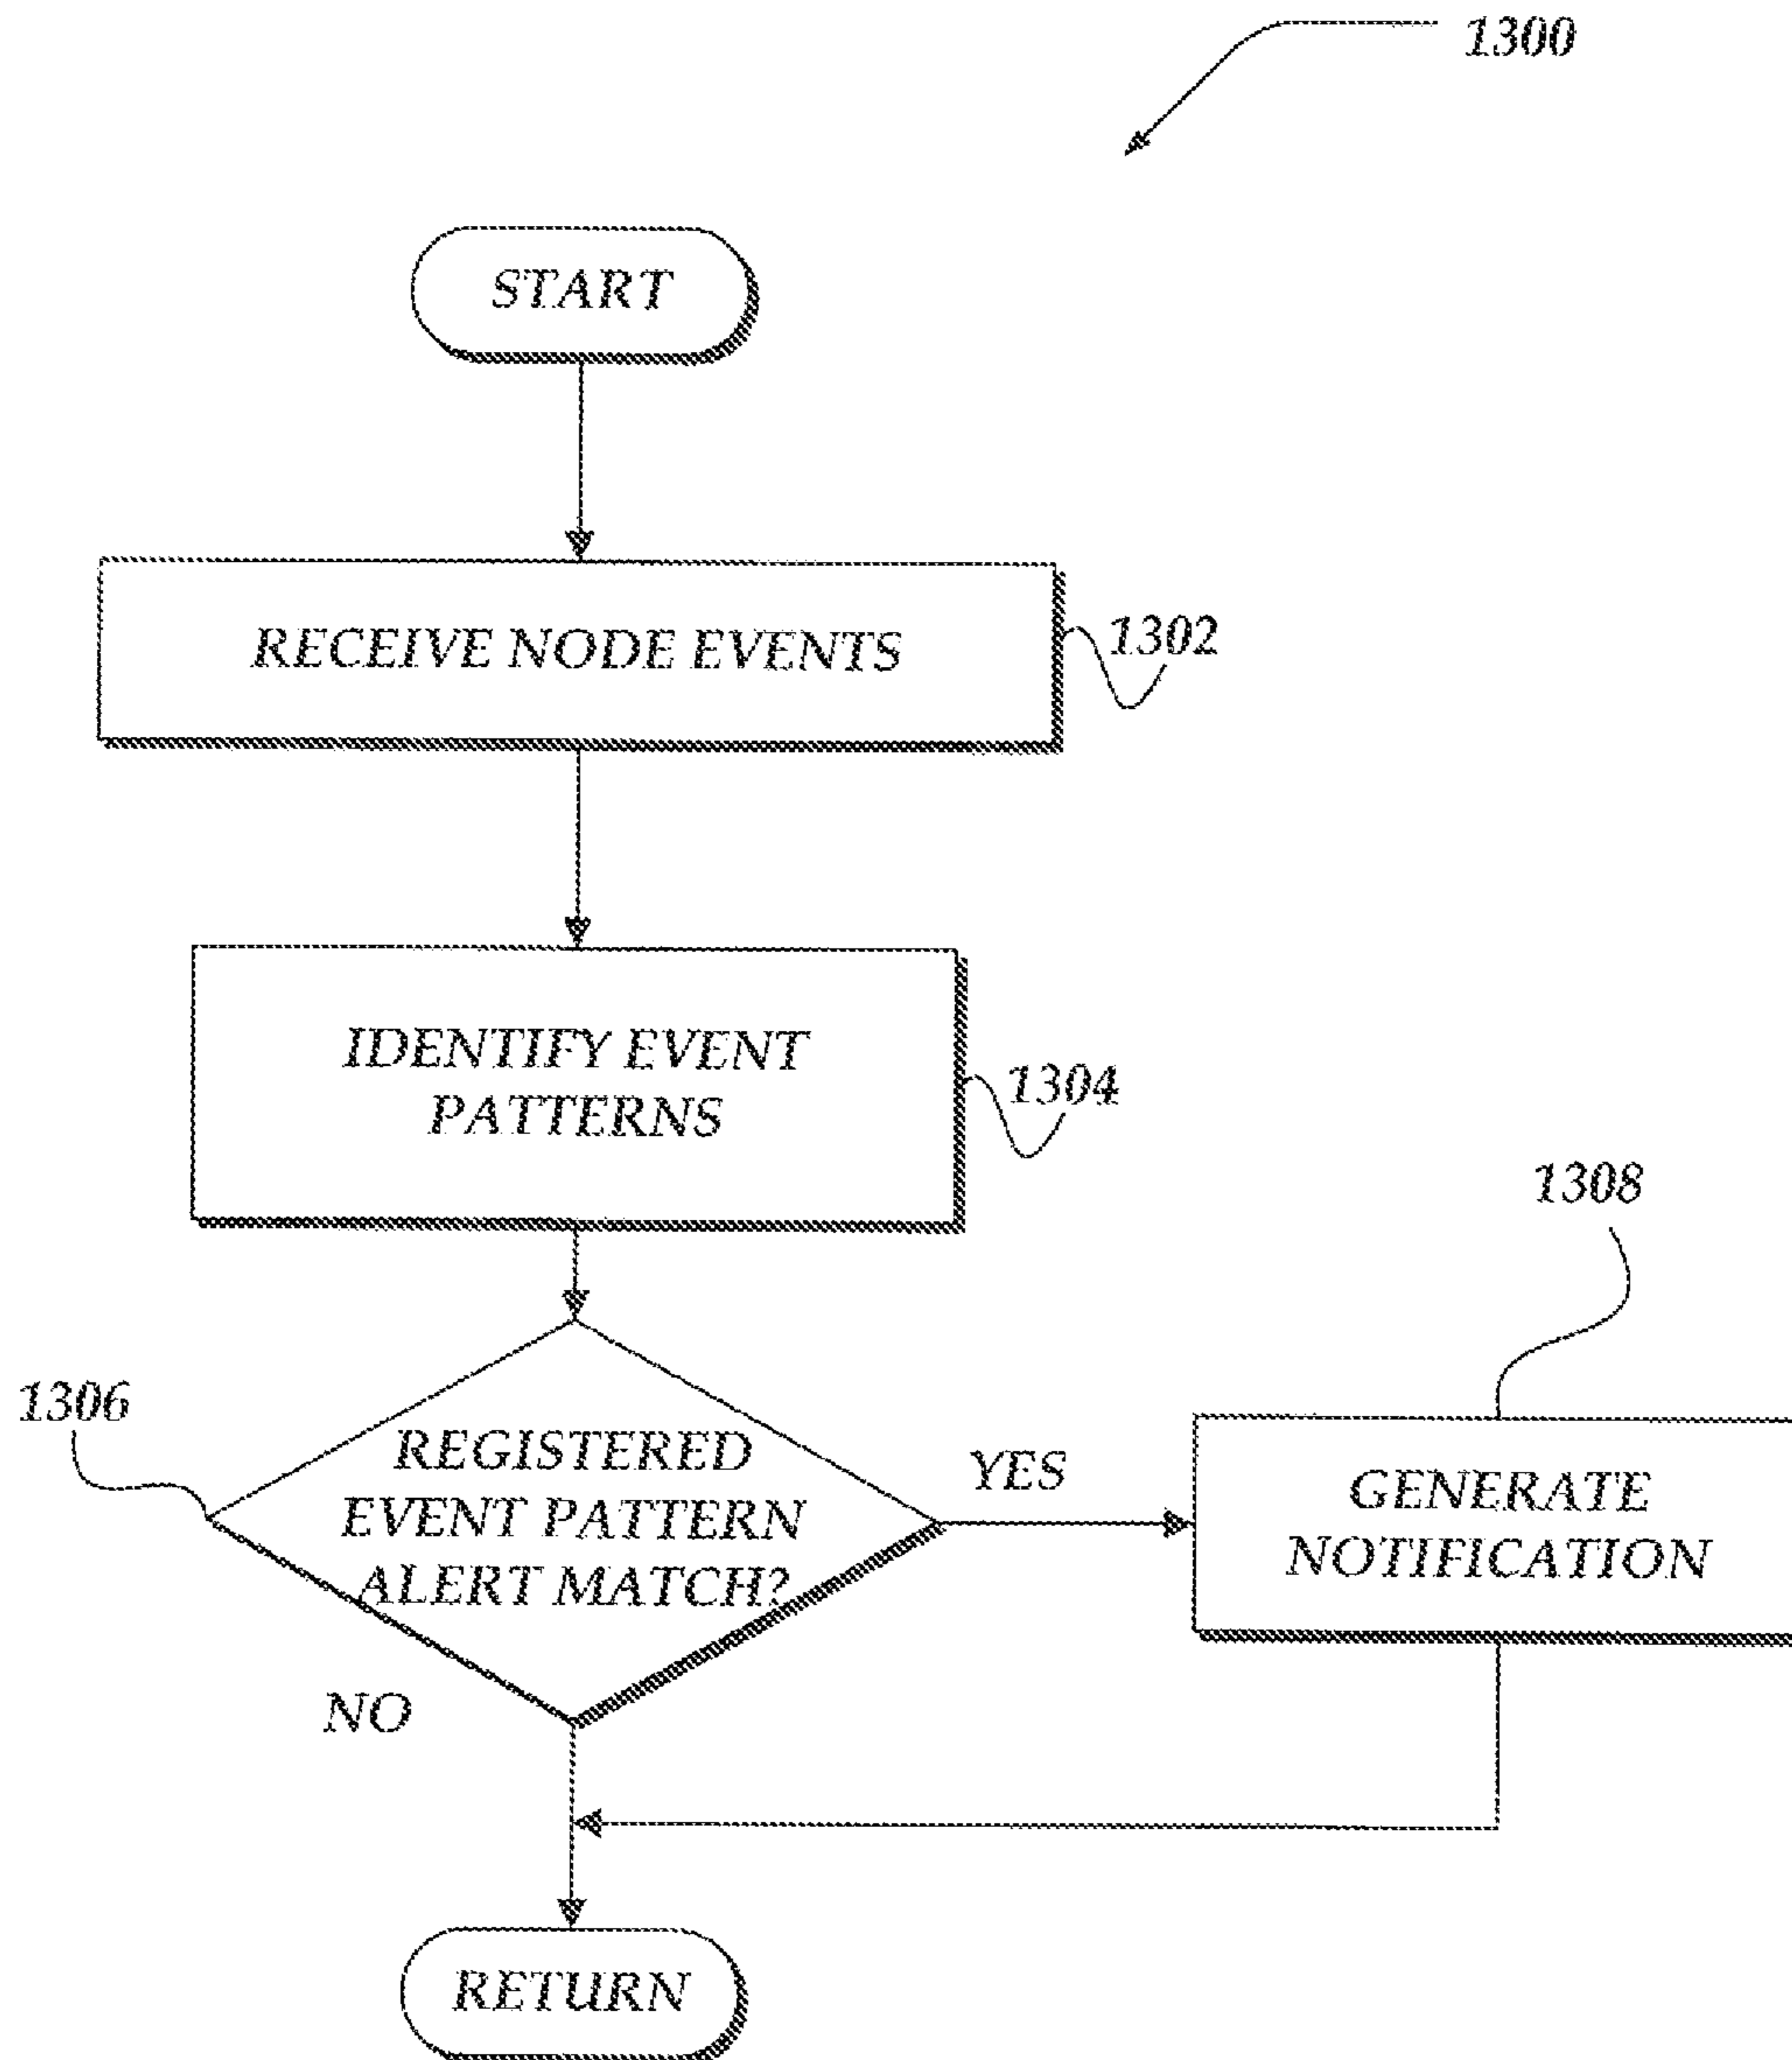 1300
START
RECEIVE NODE EVENTS
1302
IDENTIFY EVENT
PATTERNS
1304
1308
1306
REGISTERED
EVENT PATTERN
ALERT MATCH?
YES
GENERATE
NOTIFICATION
NO
RETURN